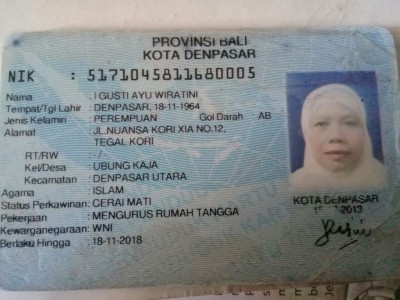 PROVINSI BALI
KOTA DENPASAR
NIK : 5171045811680005
Nama : I GUSTI AYU WIRATINI
Tempat/Tgl Lahir : DENPASAR, 18-11-1964
Jenis Kelamin : PEREMPUAN Gol Darah : AB
Alamat : JL.NUANSA KORI XIA NO.12,
TEGAL KORI
RT/RW : -/
Kel/Desa : UBUNG KAJA
Kecamatan : DENPASAR UTARA
Agama : ISLAM
Status Perkawinan: CERAI MATI
Pekerjaan : MENGURUS RUMAH TANGGA
Kewarganegaraan: WNI
Berlaku Hingga : 18-11-2018
KOTA DENPASAR
2013